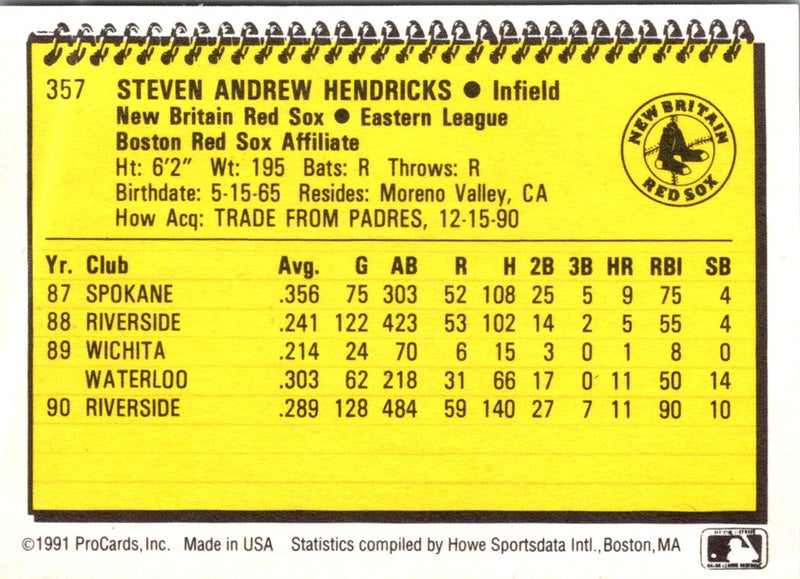 357 STEVEN ANDREW HENDRICKS ● Infield
New Britain Red Sox ● Eastern League
Boston Red Sox Affiliate
Ht: 6'2" Wt: 195 Bats: R Throws: R
Birthdate: 5-15-65 Resides: Moreno Valley, CA
How Acq: TRADE FROM PADRES, 12-15-90
NEW BRITAIN
RED SOX
Yr. Club Avg. G AB R H 2B 3B HR RBI SB
87 SPOKANE .356 75 303 52 108 25 5 9 75 4
88 RIVERSIDE .241 122 423 53 102 14 2 5 55 4
89 WICHITA .214 24 70 6 15 3 0 1 8 0
WATERLOO .303 62 218 31 66 17 0 11 50 14
90 RIVERSIDE .289 128 484 59 140 27 7 11 90 10
©1991 ProCards, Inc. Made in USA Statistics compiled by Howe Sportsdata Intl., Boston, MA